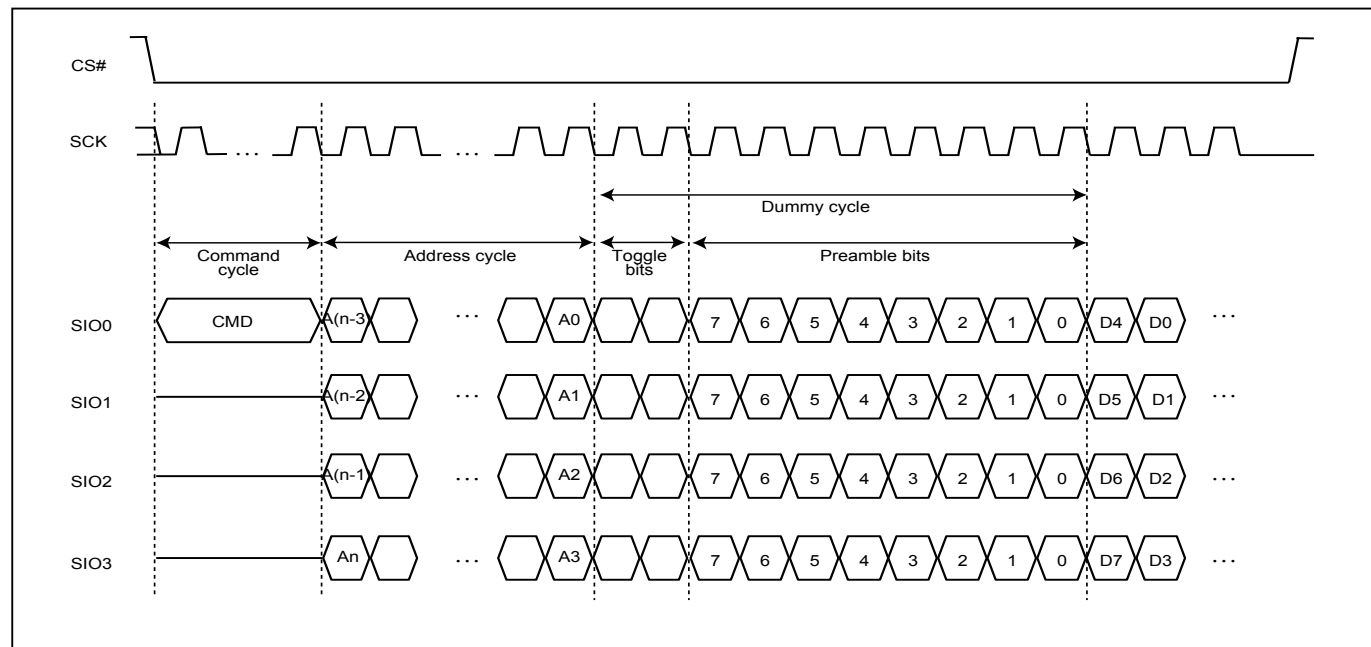 CS#
SCK ... ...
Dummy cycle
Command cycle Address cycle Toggle bits Preamble bits
SIO0 CMD A(n-3) ... A0 7 6 5 4 3 2 1 0 D4 D0 ...
SIO1 A(n-2) ... A1 7 6 5 4 3 2 1 0 D5 D1 ...
SIO2 A(n-1) ... A2 7 6 5 4 3 2 1 0 D6 D2 ...
SIO3 An ... A3 7 6 5 4 3 2 1 0 D7 D3 ...